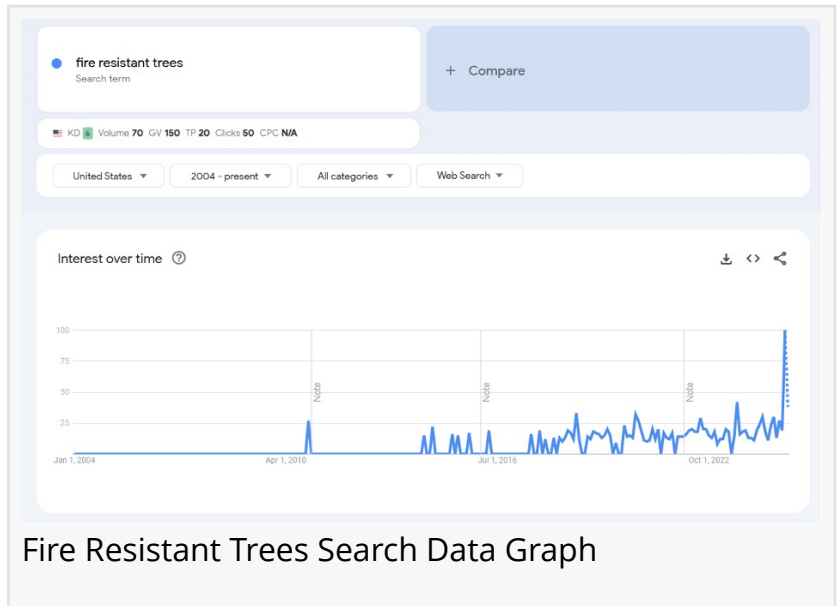 fire resistant trees
Search term
+ Compare
KD 6 Volume 70 GV 150 TP 20 Clicks 50 CPC N/A
United States
2004 - present
All categories
Web Search
Interest over time
100
75
50
25
Note
Note
Note
Jan 1, 2004
Apr 1, 2010
Jul 1, 2016
Oct 1, 2022
Fire Resistant Trees Search Data Graph